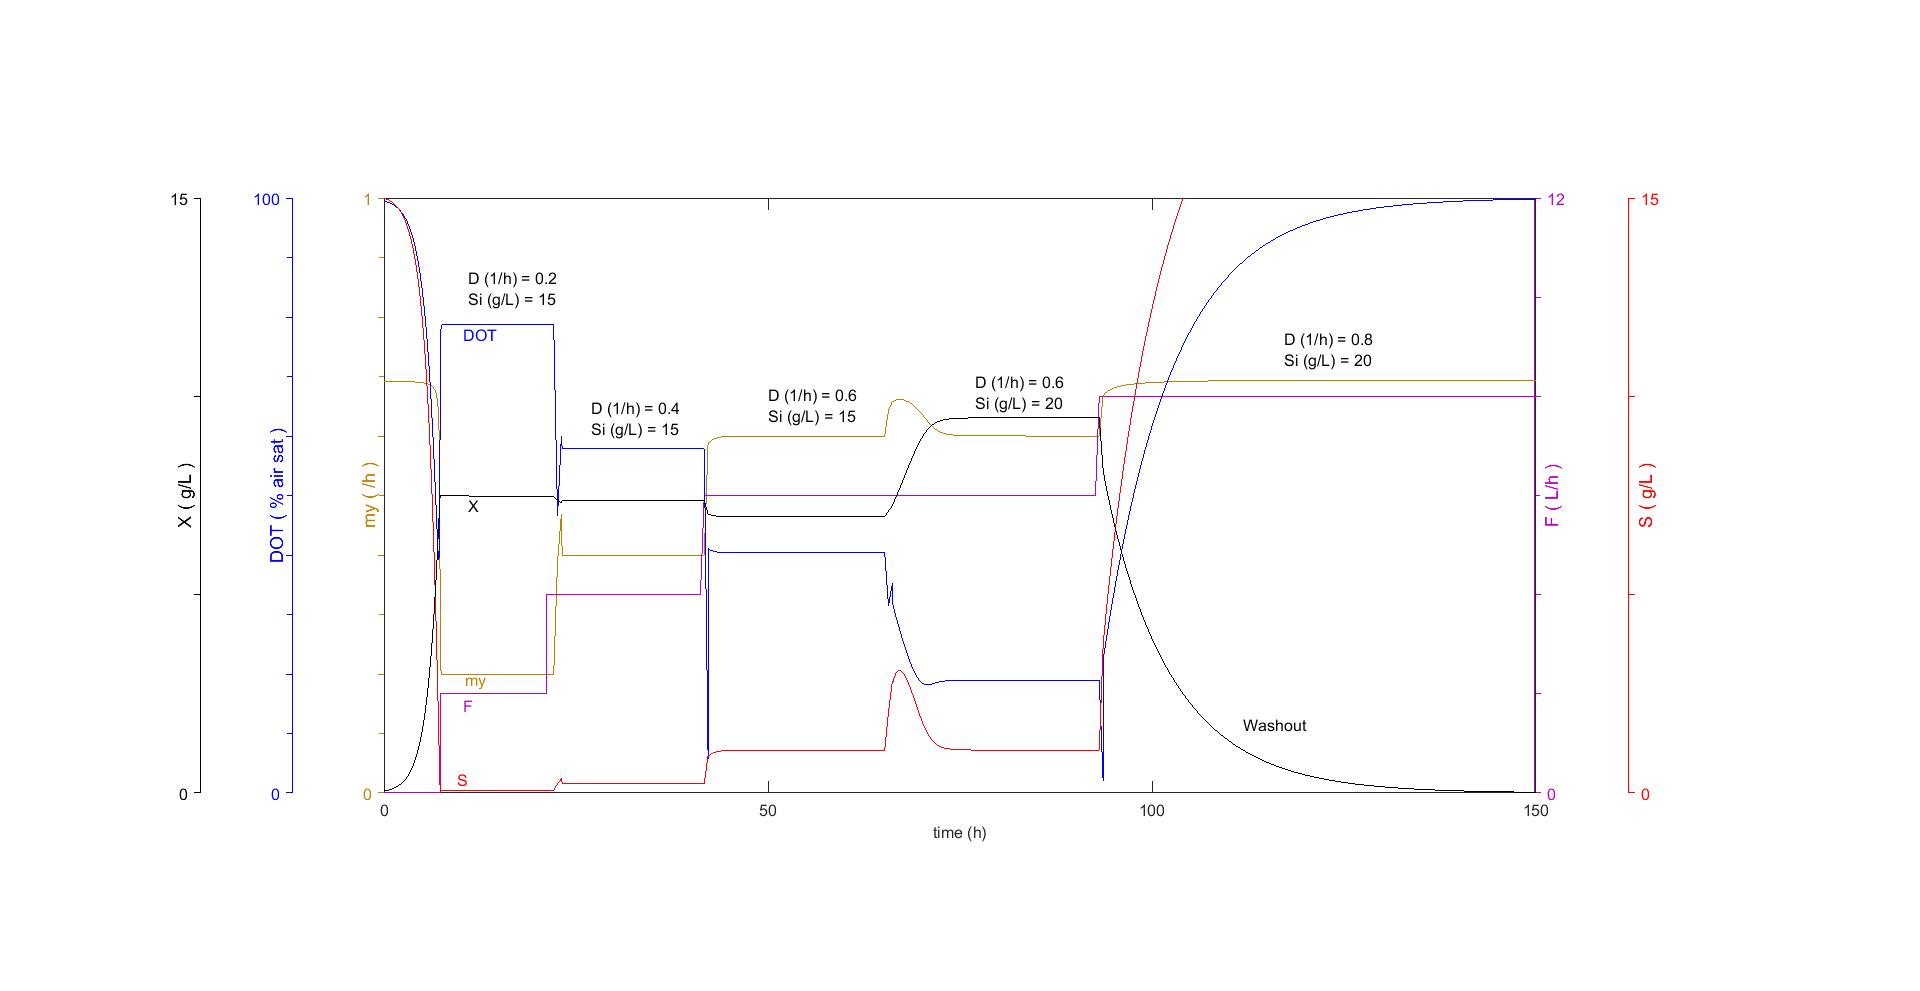 15
100
1
12
15
D (1/h) = 0.2
Si (g/L) = 15
DOT
D (1/h) = 0.8
Si (g/L) = 20
D (1/h) = 0.6
Si (g/L) = 20
D (1/h) = 0.6
Si (g/L) = 15
D (1/h) = 0.4
Si (g/L) = 15
X ( g/L )
DOT ( % air sat )
my ( /h )
F ( L/h )
S ( g/L )
X
my
F
Washout
S
0
0
0
0
0
0
50
100
150
time (h)